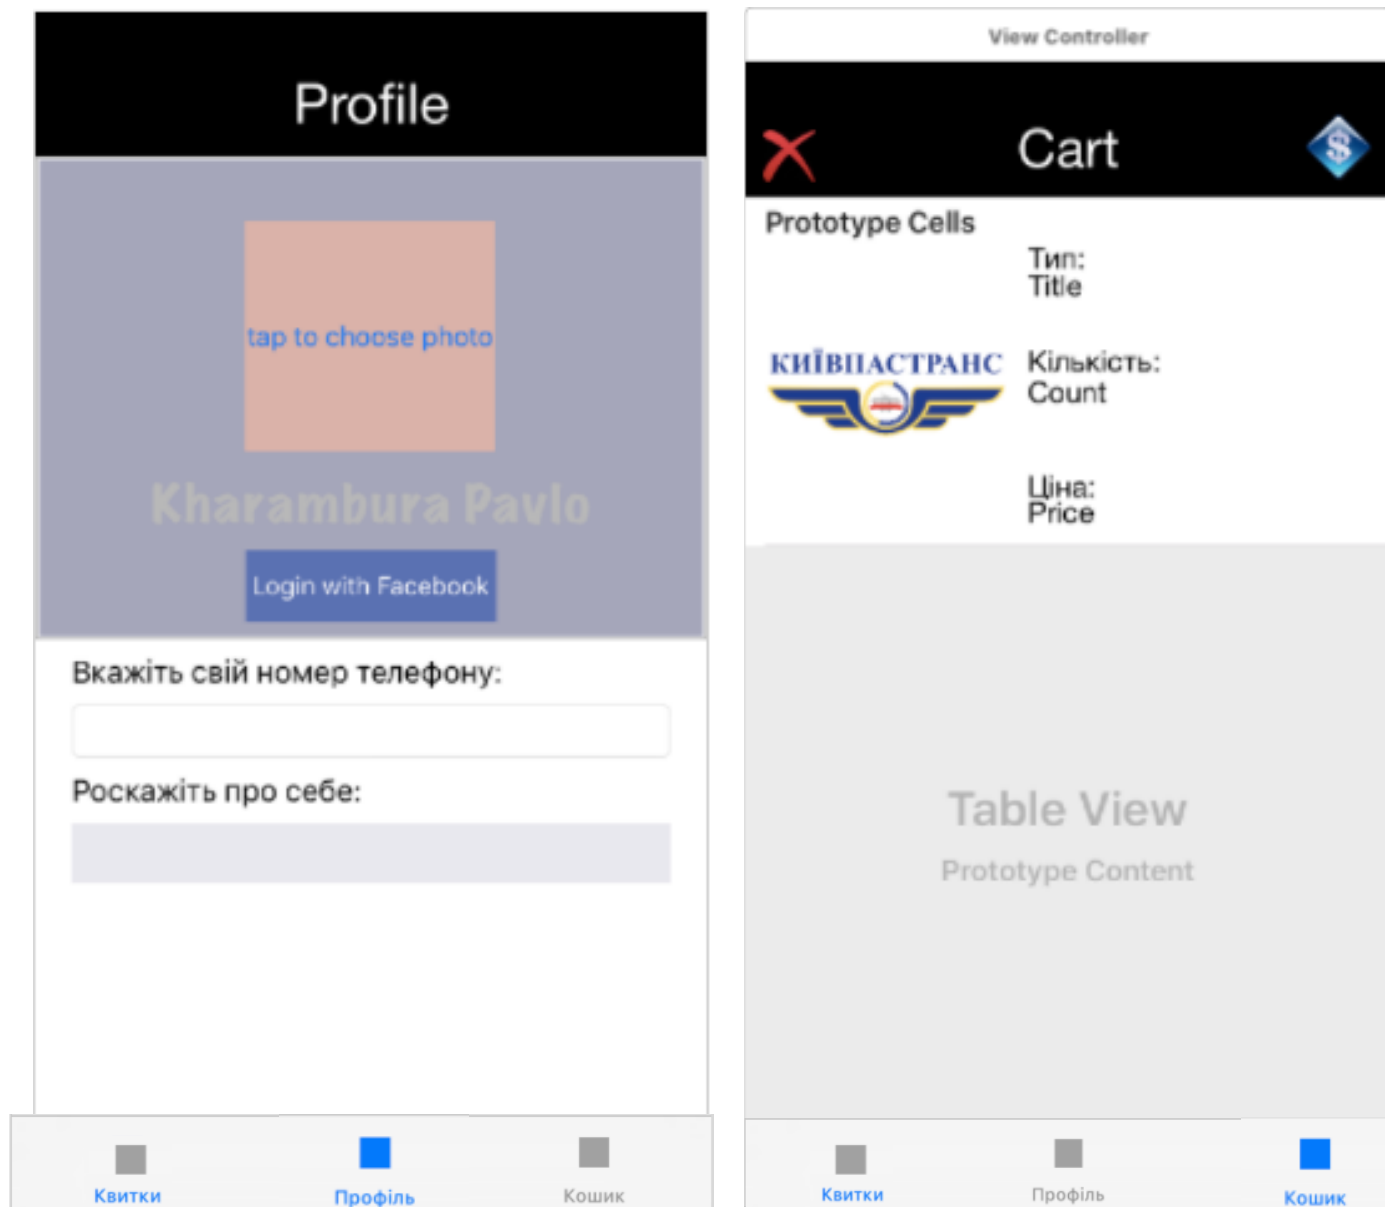 Profile
tap to choose photo
Kharambura Pavlo
Login with Facebook
Вкажіть свій номер телефону:
Роскажіть про себе:
Квитки
Профіль
Кошик
View Controller
Cart
$
Prototype Cells
Тип:
Title
КИЇВПАСТРАНС
Кількість:
Count
Ціна:
Price
Table View
Prototype Content
Квитки
Профіль
Кошик